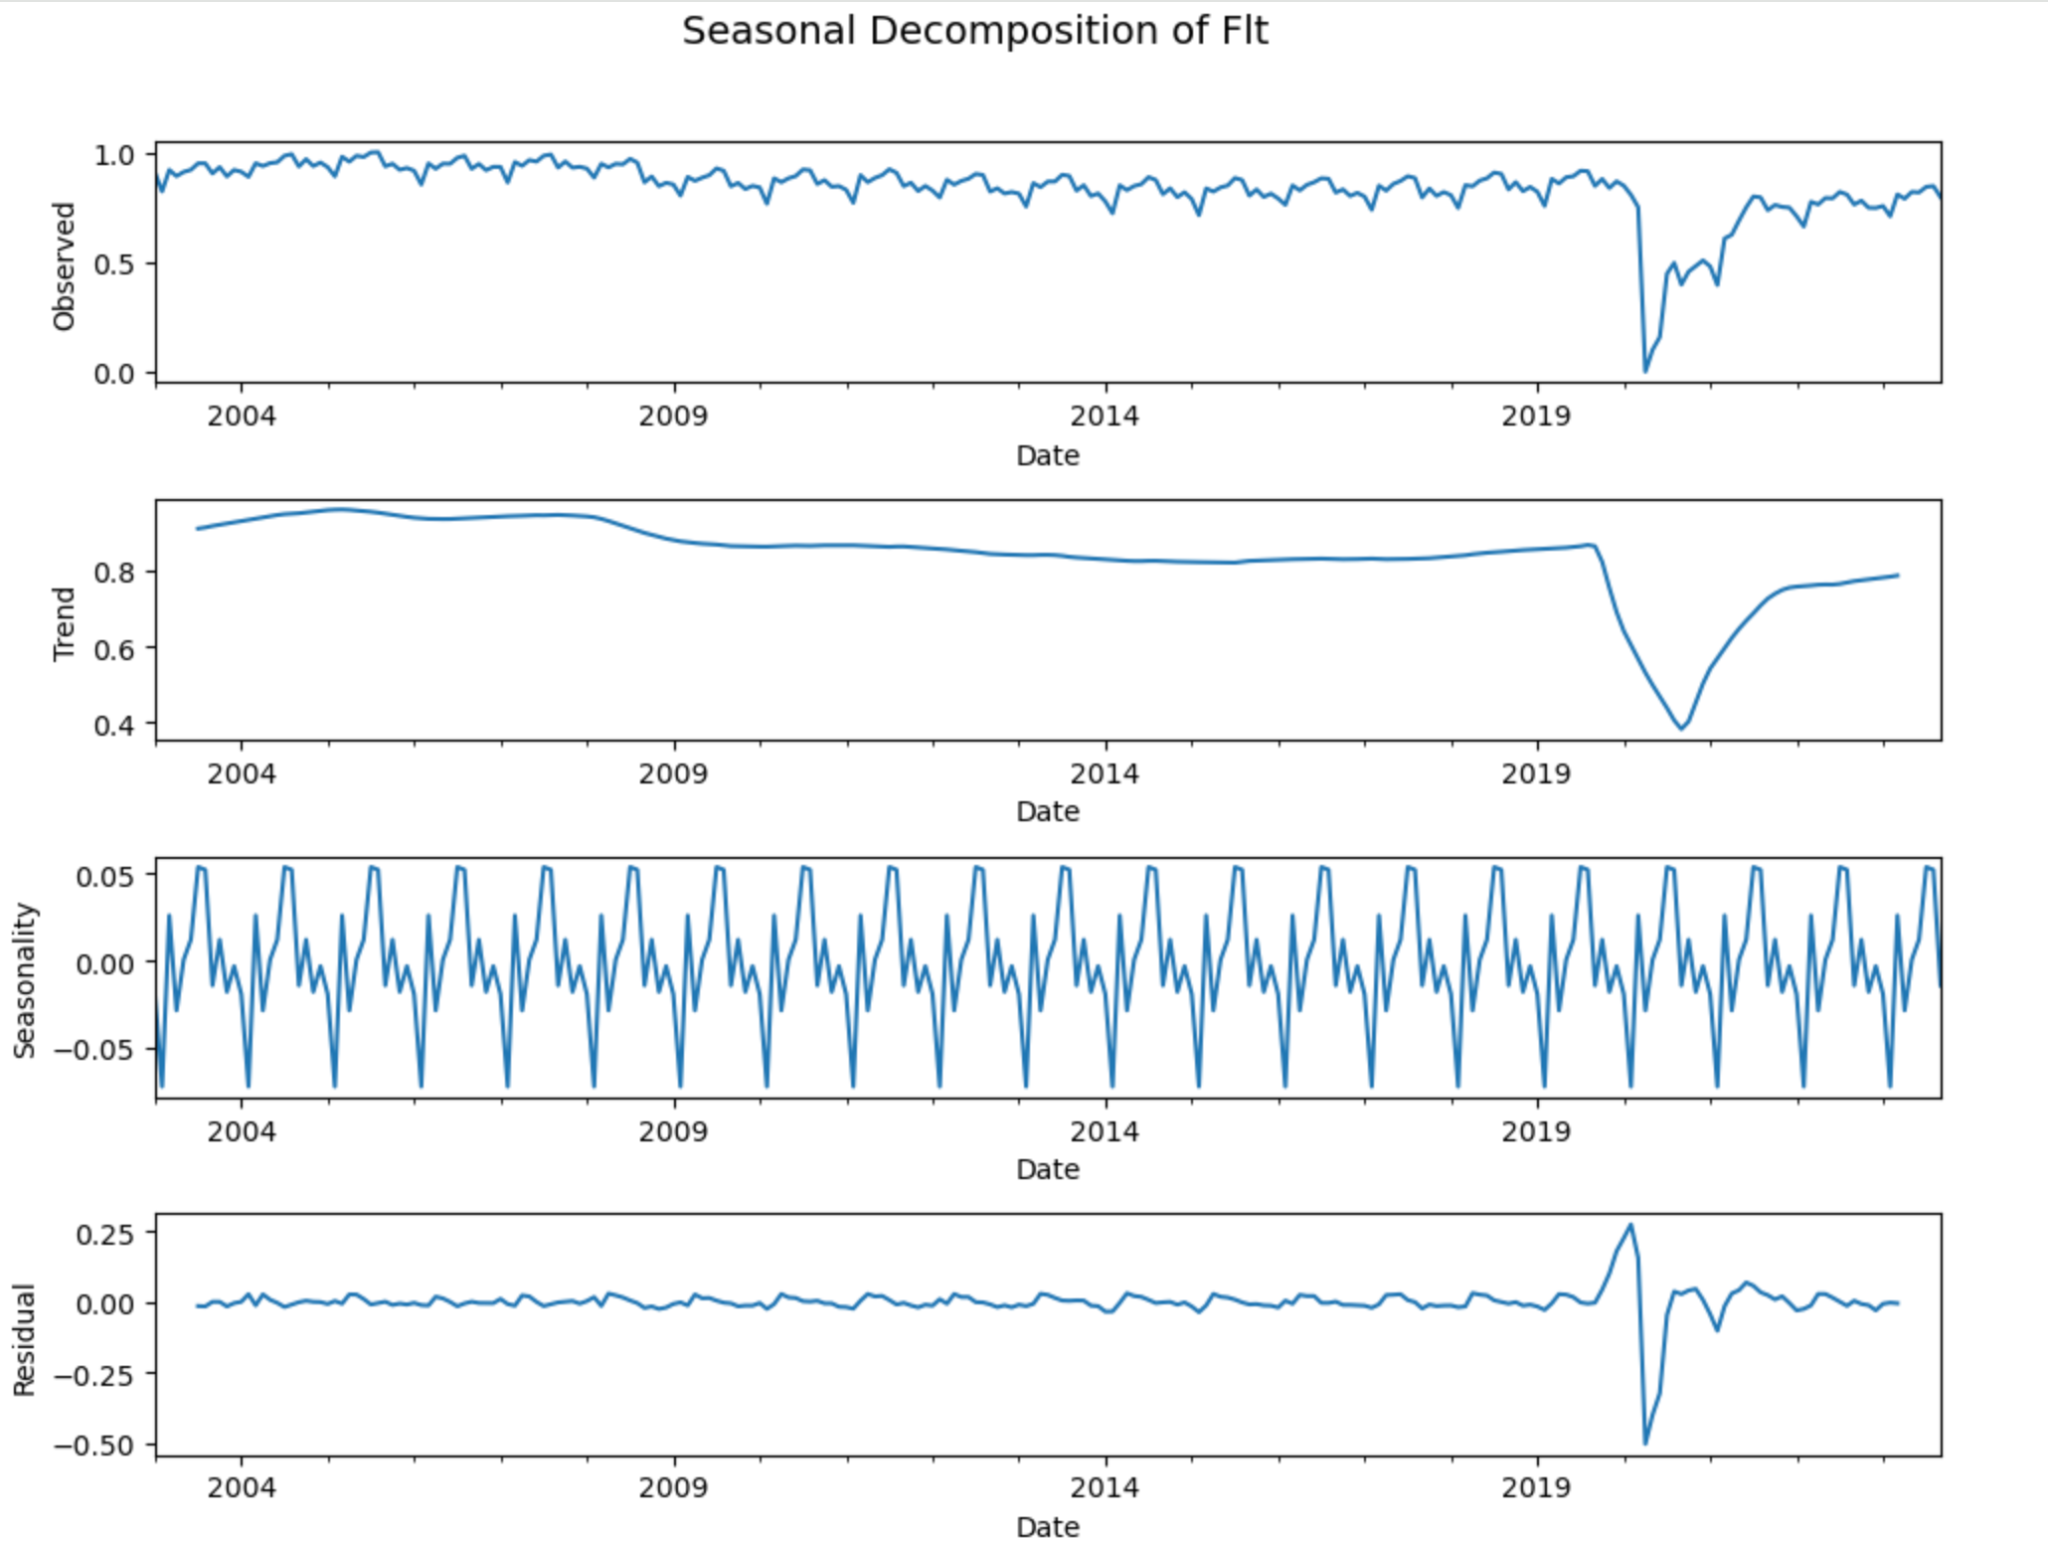 Seasonal Decomposition of Flt
1.0
0.5
0.0
Observed
2004 2009 2014 2019
Date
0.8
0.6
0.4
Trend
2004 2009 2014 2019
Date
0.05
0.00
−0.05
Seasonality
2004 2009 2014 2019
Date
0.25
0.00
−0.25
−0.50
Residual
2004 2009 2014 2019
Date